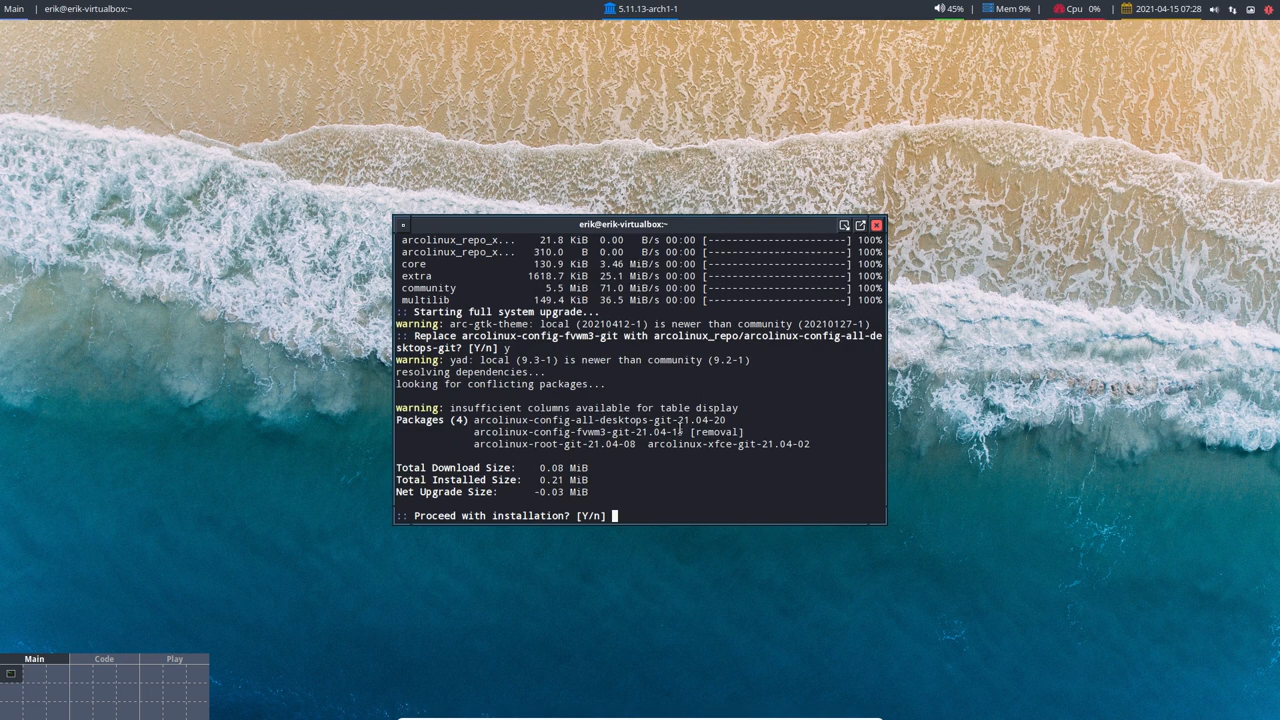 Main | erik@erik-virtualbox:~
5.11.13-arch1-1
45% | Mem 9% | Cpu 0% | 2021-04-15 07:28
erik@erik-virtualbox:~
arcolinux_repo_x... 21.8 KiB 0.00 B/s 00:00 [-----------------------] 100%
arcolinux_repo_x... 310.0 B 0.00 B/s 00:00 [-----------------------] 100%
core 130.9 KiB 3.46 MiB/s 00:00 [-----------------------] 100%
extra 1618.7 KiB 25.1 MiB/s 00:00 [-----------------------] 100%
community 5.5 MiB 71.0 MiB/s 00:00 [-----------------------] 100%
multilib 149.4 KiB 36.5 MiB/s 00:00 [-----------------------] 100%
:: Starting full system upgrade...
warning: arc-gtk-theme: local (20210412-1) is newer than community (20210127-1)
:: Replace arcolinux-config-fvwm3-git with arcolinux_repo/arcolinux-config-all-de
sktops-git? [Y/n] y
warning: yad: local (9.3-1) is newer than community (9.2-1)
resolving dependencies...
looking for conflicting packages...
warning: insufficient columns available for table display
Packages (4) arcolinux-config-all-desktops-git-21.04-20
arcolinux-config-fvwm3-git [removal]
arcolinux-root-git-21.04-08 arcolinux-xfce-git-21.04-02
Total Download Size: 0.08 MiB
Total Installed Size: 0.21 MiB
Net Upgrade Size: -0.03 MiB
:: Proceed with installation? [Y/n]
Main Code Play